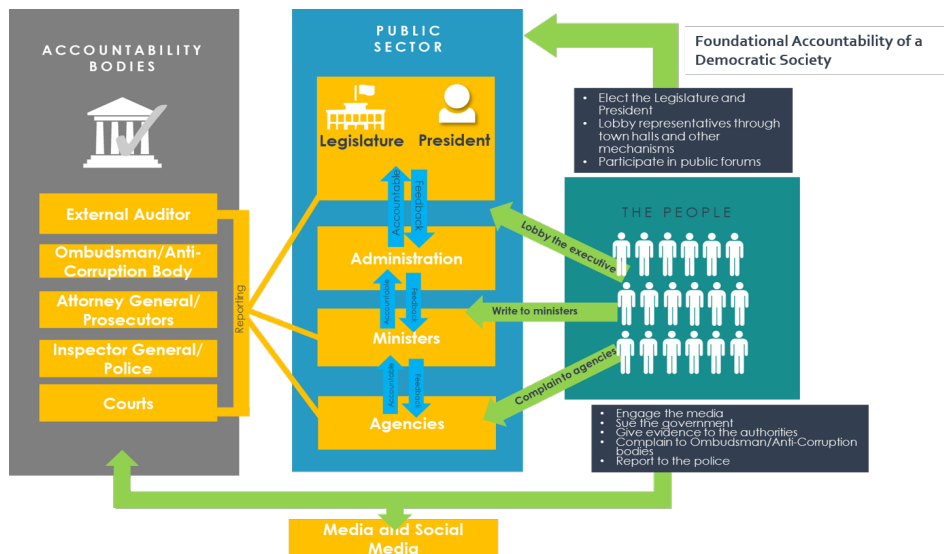 ACCOUNTABILITY
BODIES
External Auditor
Ombudsman/Anti-
Corruption Body
Attorney General/
Prosecutors
Inspector General/
Police
Courts
Reporting
PUBLIC
SECTOR
Legislature
President
Accountable
Feedback
Administration
Accountable
Feedback
Ministers
Accountable
Feedback
Agencies
Foundational Accountability of a
Democratic Society
• Elect the Legislature and
President
• Lobby representatives through
town halls and other
mechanisms
• Participate in public forums
THE PEOPLE
Lobby the executive
Write to ministers
Complain to agencies
• Engage the media
• Sue the government
• Give evidence to the authorities
• Complain to Ombudsman/Anti-Corruption
bodies
• Report to the police
Media and Social
Media